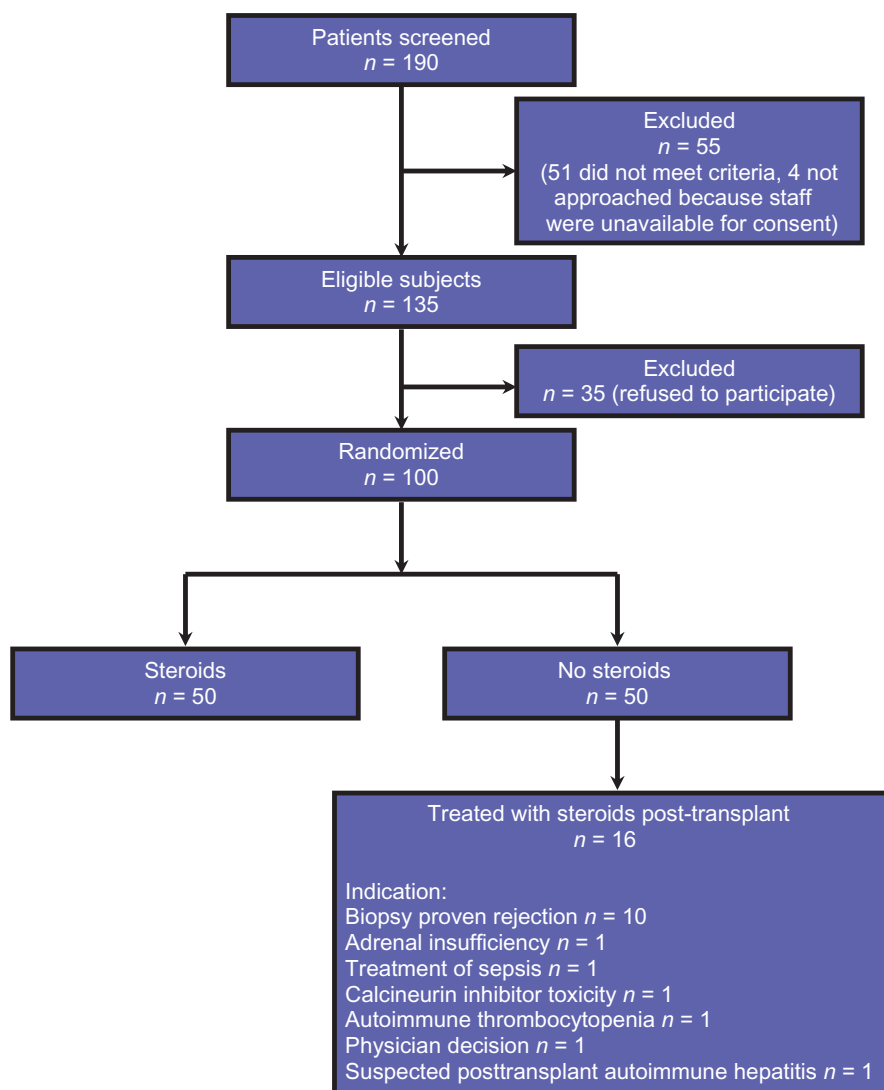 Patients screened
n = 190
Excluded
n = 55
(51 did not meet criteria, 4 not
approached because staff
were unavailable for consent)
Eligible subjects
n = 135
Excluded
n = 35 (refused to participate)
Randomized
n = 100
Steroids
n = 50
No steroids
n = 50
Treated with steroids post-transplant
n = 16
Indication:
Biopsy proven rejection n = 10
Adrenal insufficiency n = 1
Treatment of sepsis n = 1
Calcineurin inhibitor toxicity n = 1
Autoimmune thrombocytopenia n = 1
Physician decision n = 1
Suspected posttransplant autoimmune hepatitis n = 1